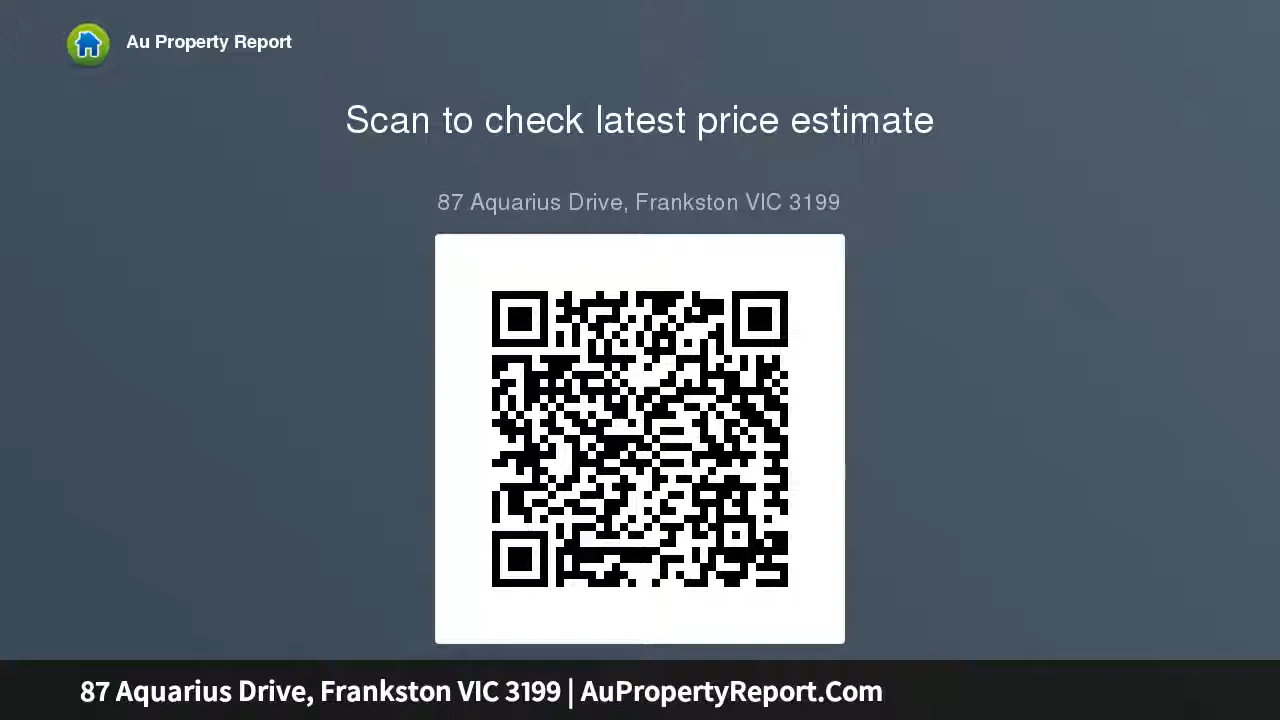 Au Property Report
Scan to check latest price estimate
87 Aquarius Drive, Frankston VIC 3199
87 Aquarius Drive, Frankston VIC 3199 | AuPropertyReport.Com